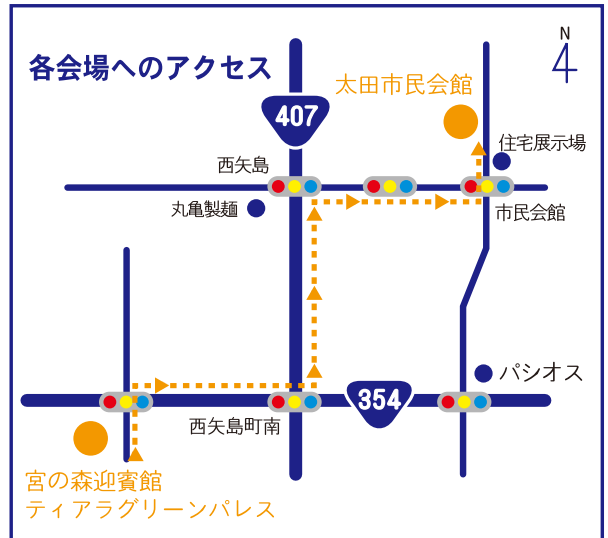 各会場へのアクセス
N
太田市民会館
407
住宅展示場
西矢島
丸亀製麺
市民会館
パシオス
354
西矢島町南
宮の森迎賓館
ティアラグリーンパレス